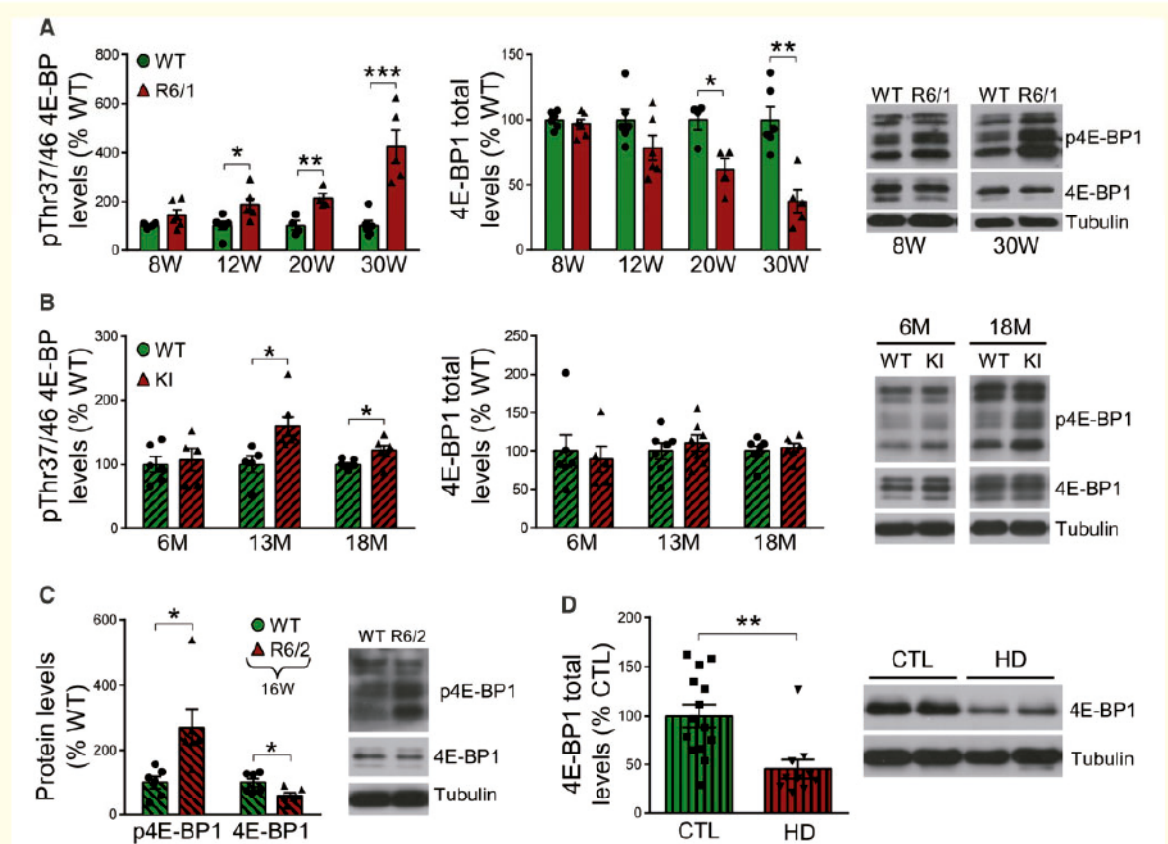 A
pThr37/46 4E-BP
levels (% WT)
800
600
400
200
0
WT
R6/1
*
**
***
8W 12W 20W 30W
4E-BP1 total
levels (% WT)
150
100
50
0
*
**
8W 12W 20W 30W
WT R6/1 WT R6/1
p4E-BP1
4E-BP1
Tubulin
8W 30W
B
pThr37/46 4E-BP
levels (% WT)
300
200
100
0
WT
KI
*
*
6M 13M 18M
4E-BP1 total
levels (% WT)
250
200
150
100
50
0
6M 13M 18M
6M 18M
WT KI WT KI
p4E-BP1
4E-BP1
Tubulin
C
Protein levels
(% WT)
600
400
200
0
*
*
WT
R6/2
16W
p4E-BP1 4E-BP1
WT R6/2
p4E-BP1
4E-BP1
Tubulin
D
4E-BP1 total
levels (% CTL)
200
150
100
50
0
**
CTL HD
CTL HD
4E-BP1
Tubulin